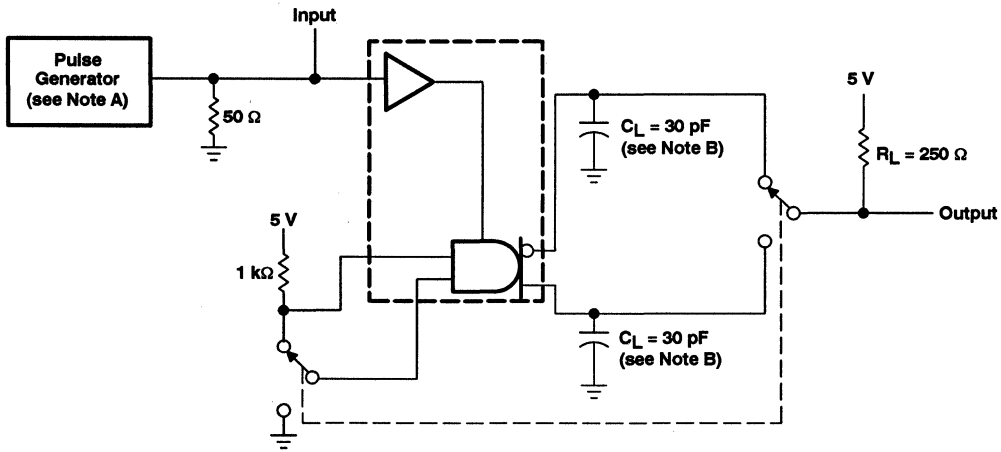 Input
Pulse
Generator
(see Note A)
50 Ω
5 V
C_L = 30 pF
(see Note B)
R_L = 250 Ω
Output
5 V
1 kΩ
C_L = 30 pF
(see Note B)